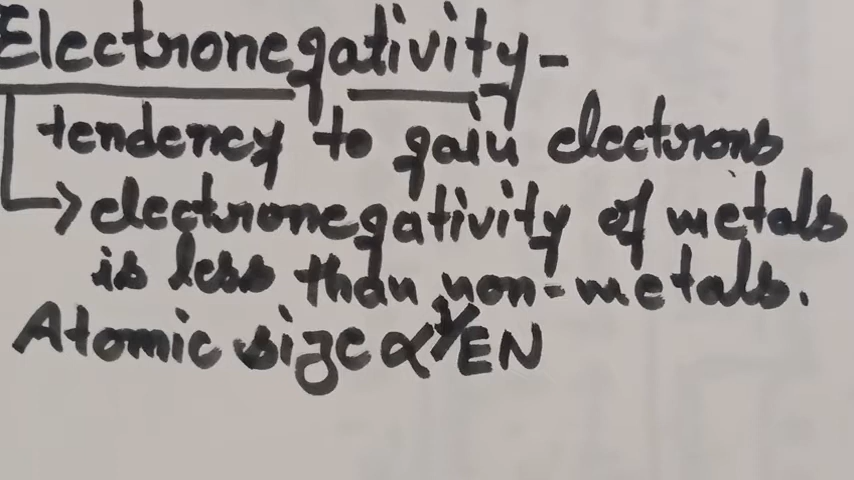 Electronegativity-
tendency to gain electrons
→ electronegativity of metals
is less than non-metals.
Atomic size ∝ 1/EN